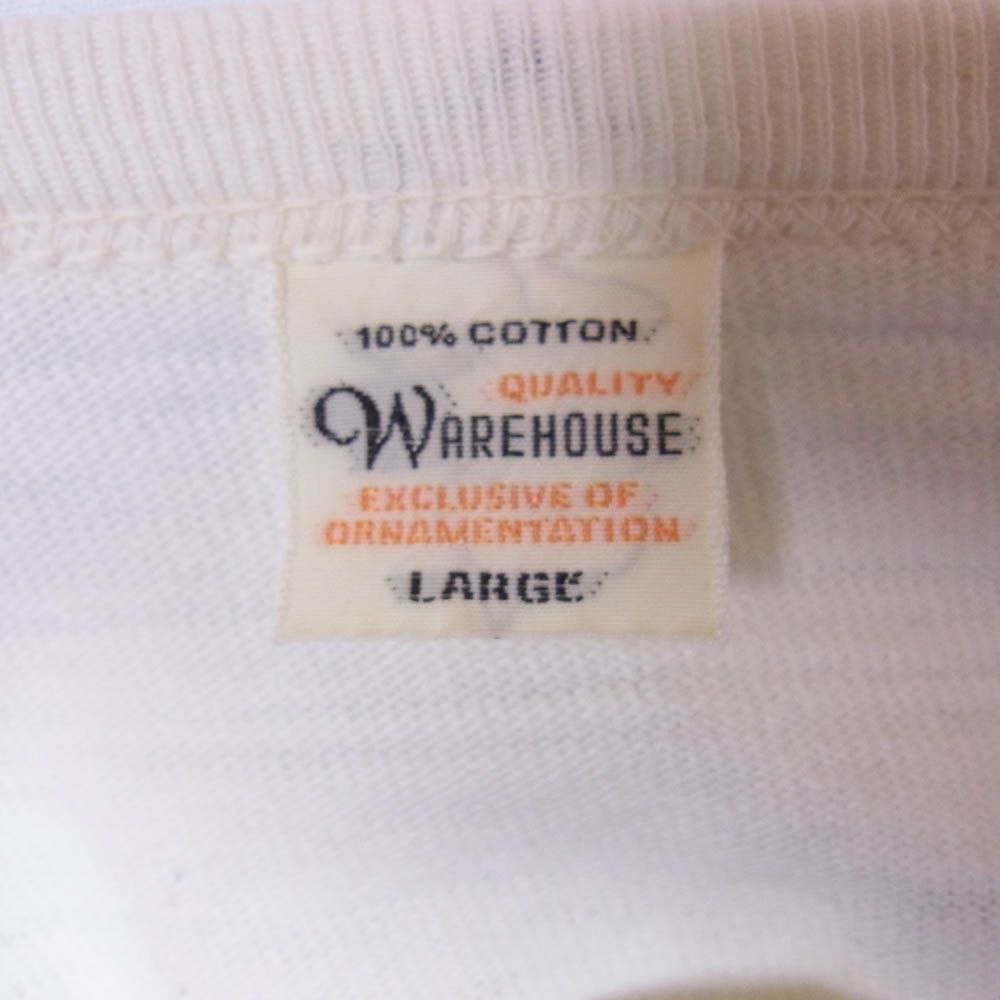 100% COTTON
QUALITY
WAREHOUSE
EXCLUSIVE OF
ORNAMENTATION
LARGE